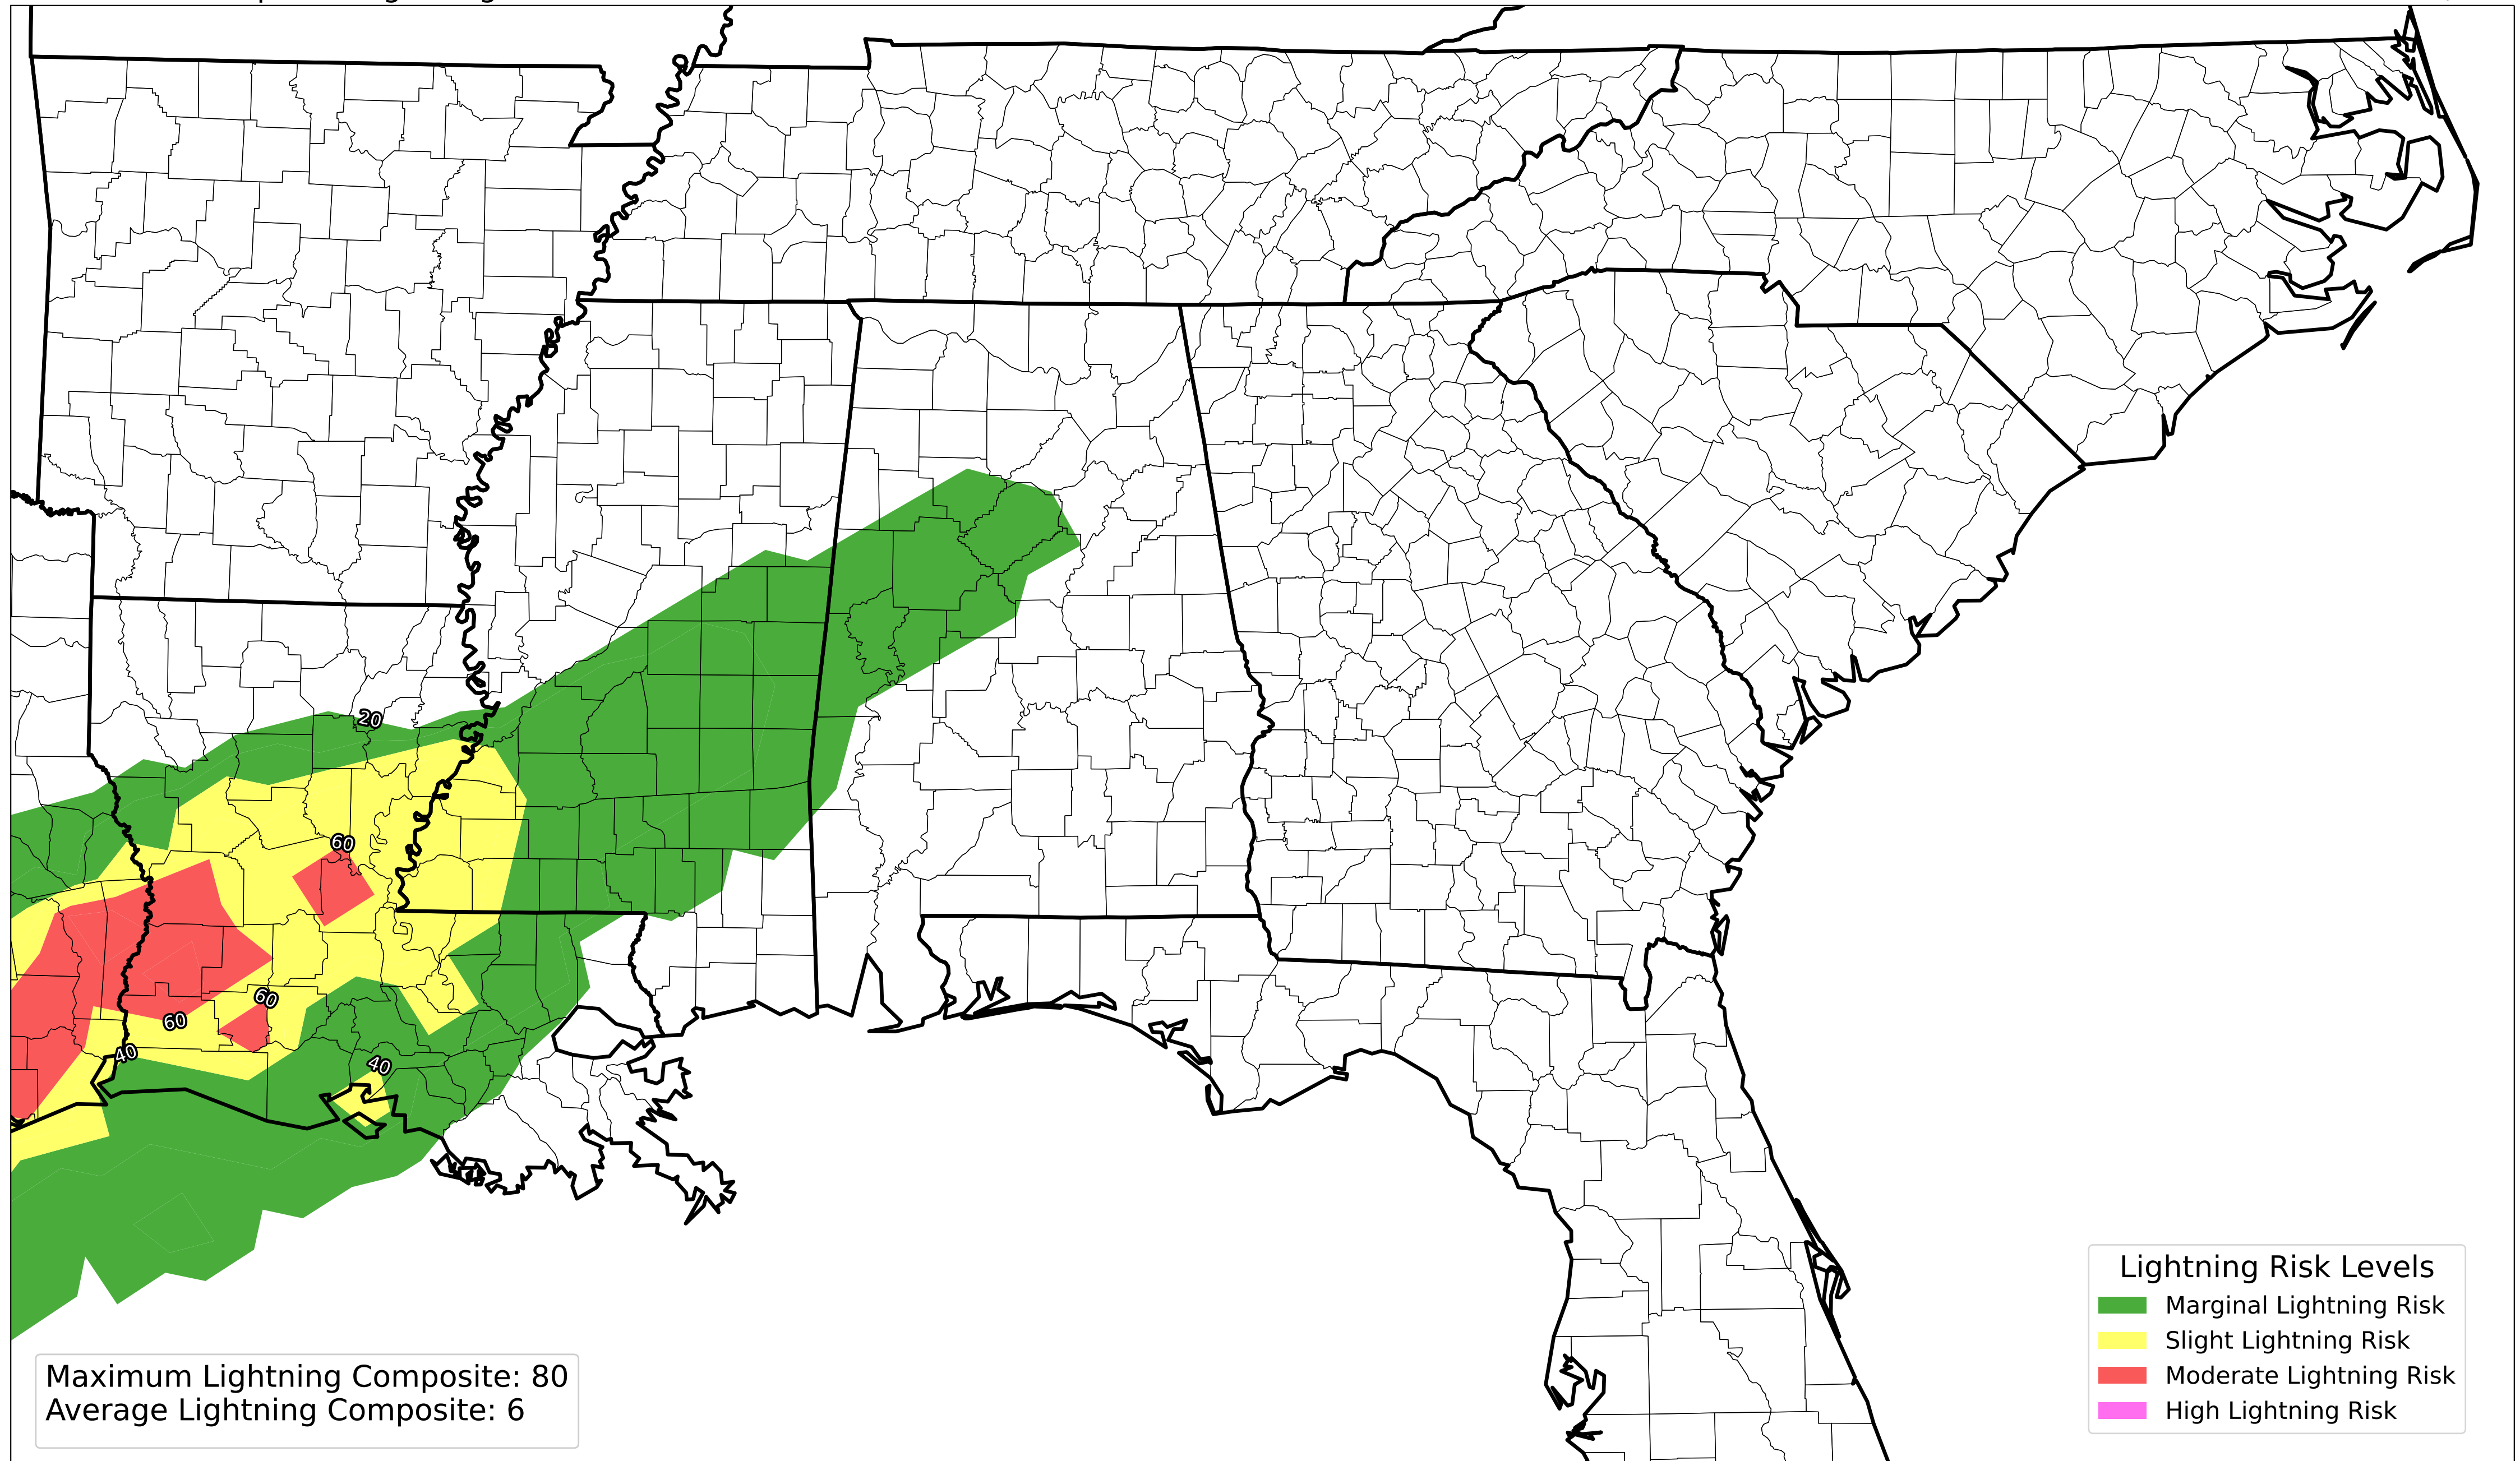 20
60
60
60
40
40
Lightning Risk Levels
Marginal Lightning Risk
Slight Lightning Risk
Moderate Lightning Risk
High Lightning Risk
Maximum Lightning Composite: 80
Average Lightning Composite: 6